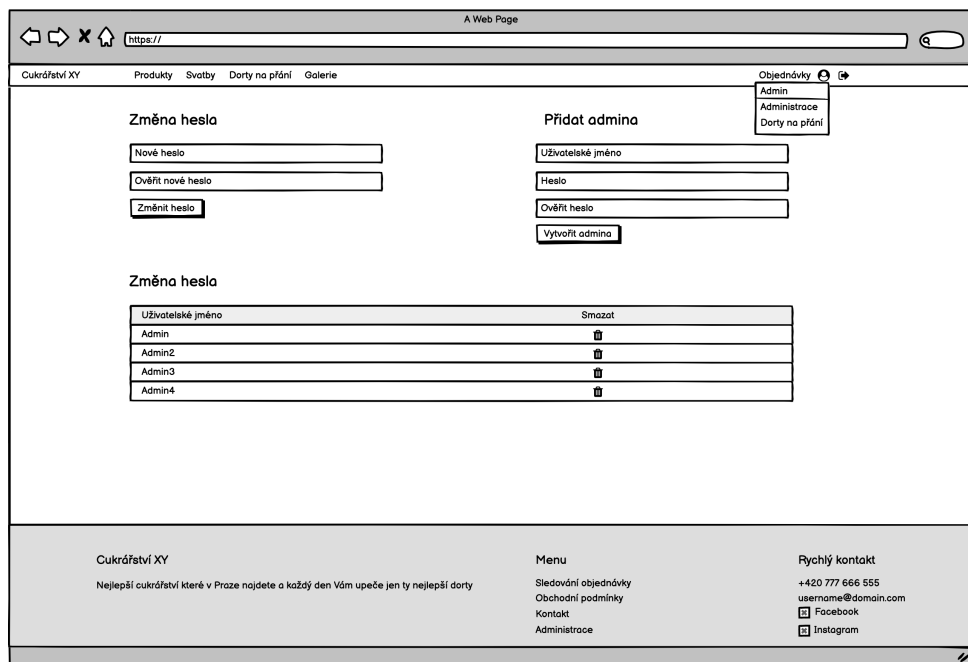 A Web Page
https://
Cukrářství XY Produkty Svatby Dorty na přání Galerie Objednávky
Admin
Administrace
Dorty na přání
Změna hesla
Nové heslo
Ověřit nové heslo
Změnit heslo
Přidat admina
Uživatelské jméno
Heslo
Ověřit heslo
Vytvořit admina
Změna hesla
Uživatelské jméno Smazat
Admin
Admin2
Admin3
Admin4
Cukrářství XY
Nejlepší cukrářství které v Praze najdete a každý den Vám upeče jen ty nejlepší dorty
Menu
Sledování objednávky
Obchodní podmínky
Kontakt
Administrace
Rychlý kontakt
+420 777 666 555
username@domain.com
Facebook
Instagram